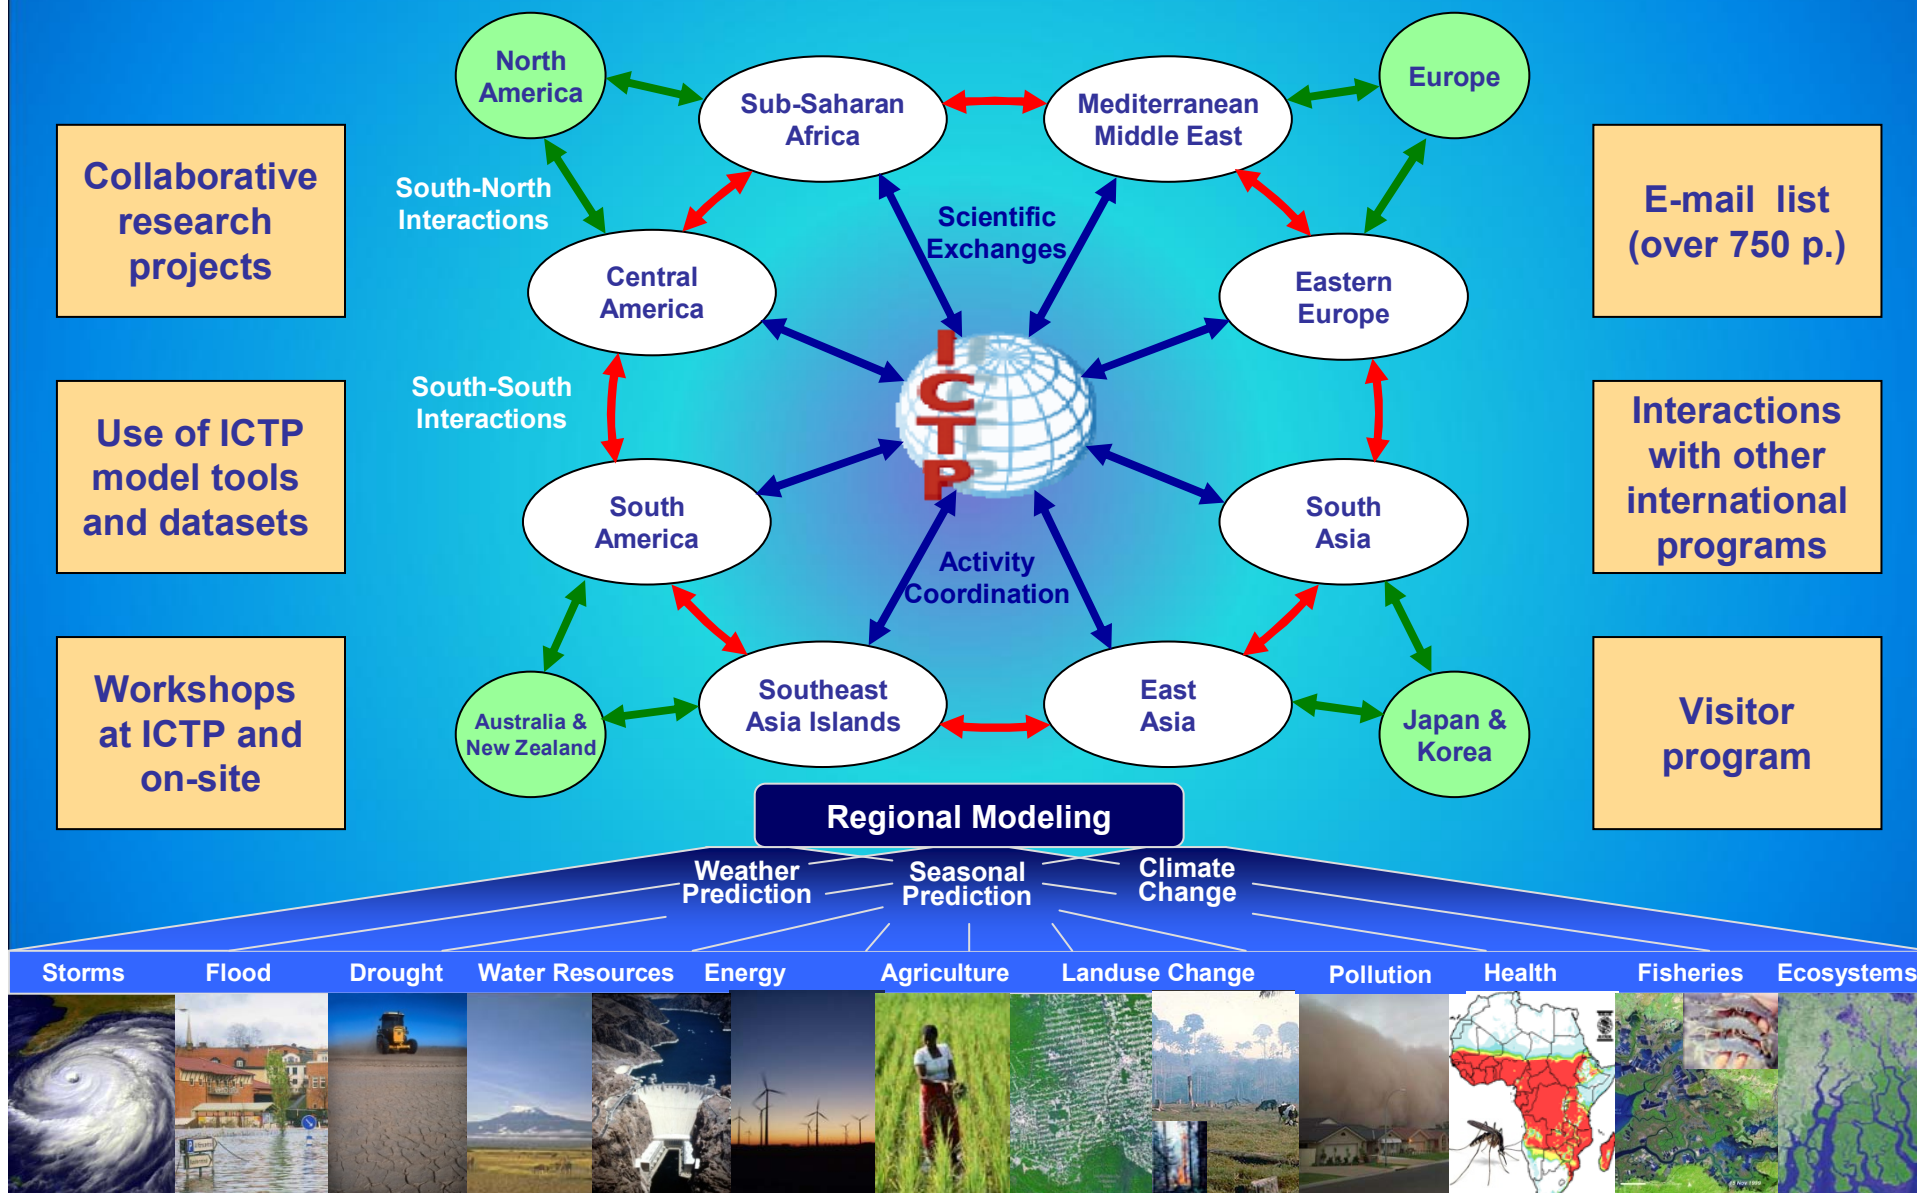 North
America
Sub-Saharan
Africa
Mediterranean
Middle East
Europe
Collaborative
research
projects
South-North
Interactions
Scientific
Exchanges
E-mail list
(over 750 p.)
Central
America
Eastern
Europe
ICTP
South-South
Interactions
Use of ICTP
model tools
and datasets
Interactions
with other
international
programs
South
America
South
Asia
Activity
Coordination
Workshops
at ICTP and
on-site
Australia &
New Zealand
Southeast
Asia Islands
East
Asia
Japan &
Korea
Visitor
program
Regional Modeling
Weather
Prediction
Seasonal
Prediction
Climate
Change
Storms
Flood
Drought
Water Resources
Energy
Agriculture
Landuse Change
Pollution
Health
Fisheries
Ecosystems